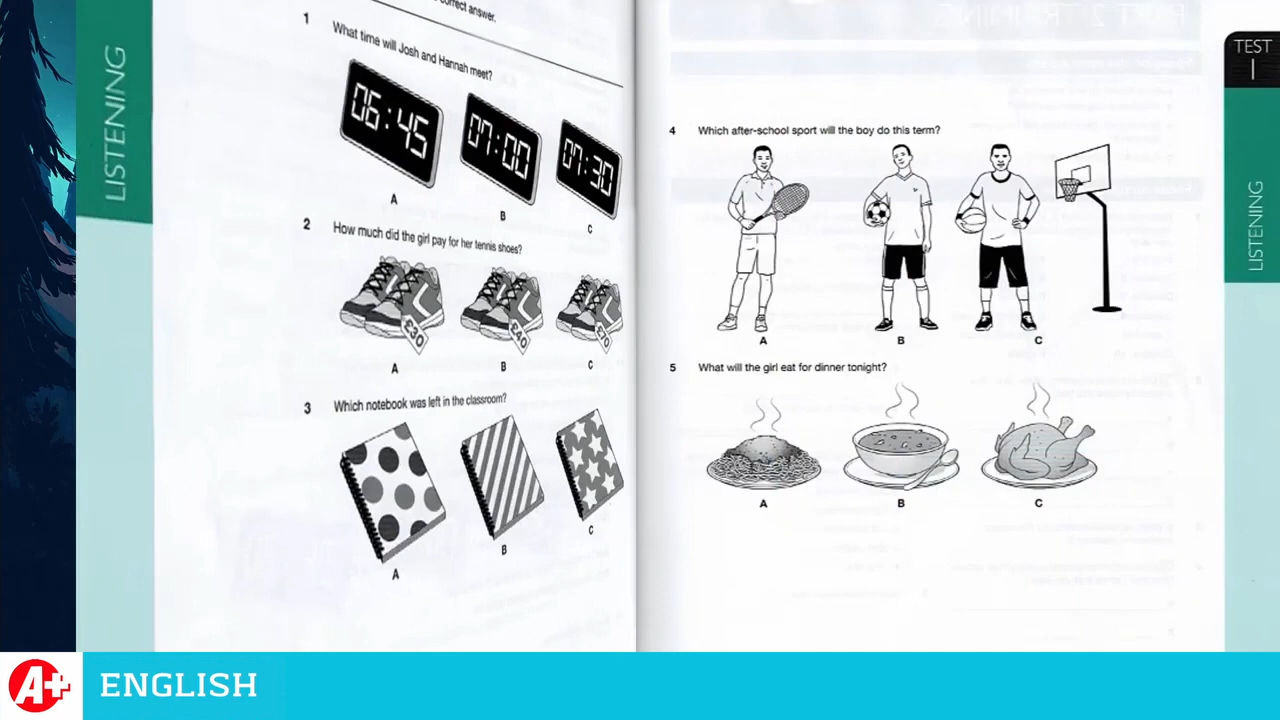 LISTENING
correct answer.
1 What time will Josh and Hannah meet?
06:45 07:00 07:30
A B C
2 How much did the girl pay for her tennis shoes?
£30 £40
A B C
3 Which notebook was left in the classroom?
A B C
TEST
1
LISTENING
4 Which after-school sport will the boy do this term?
A B C
5 What will the girl eat for dinner tonight?
A B C
A+ ENGLISH